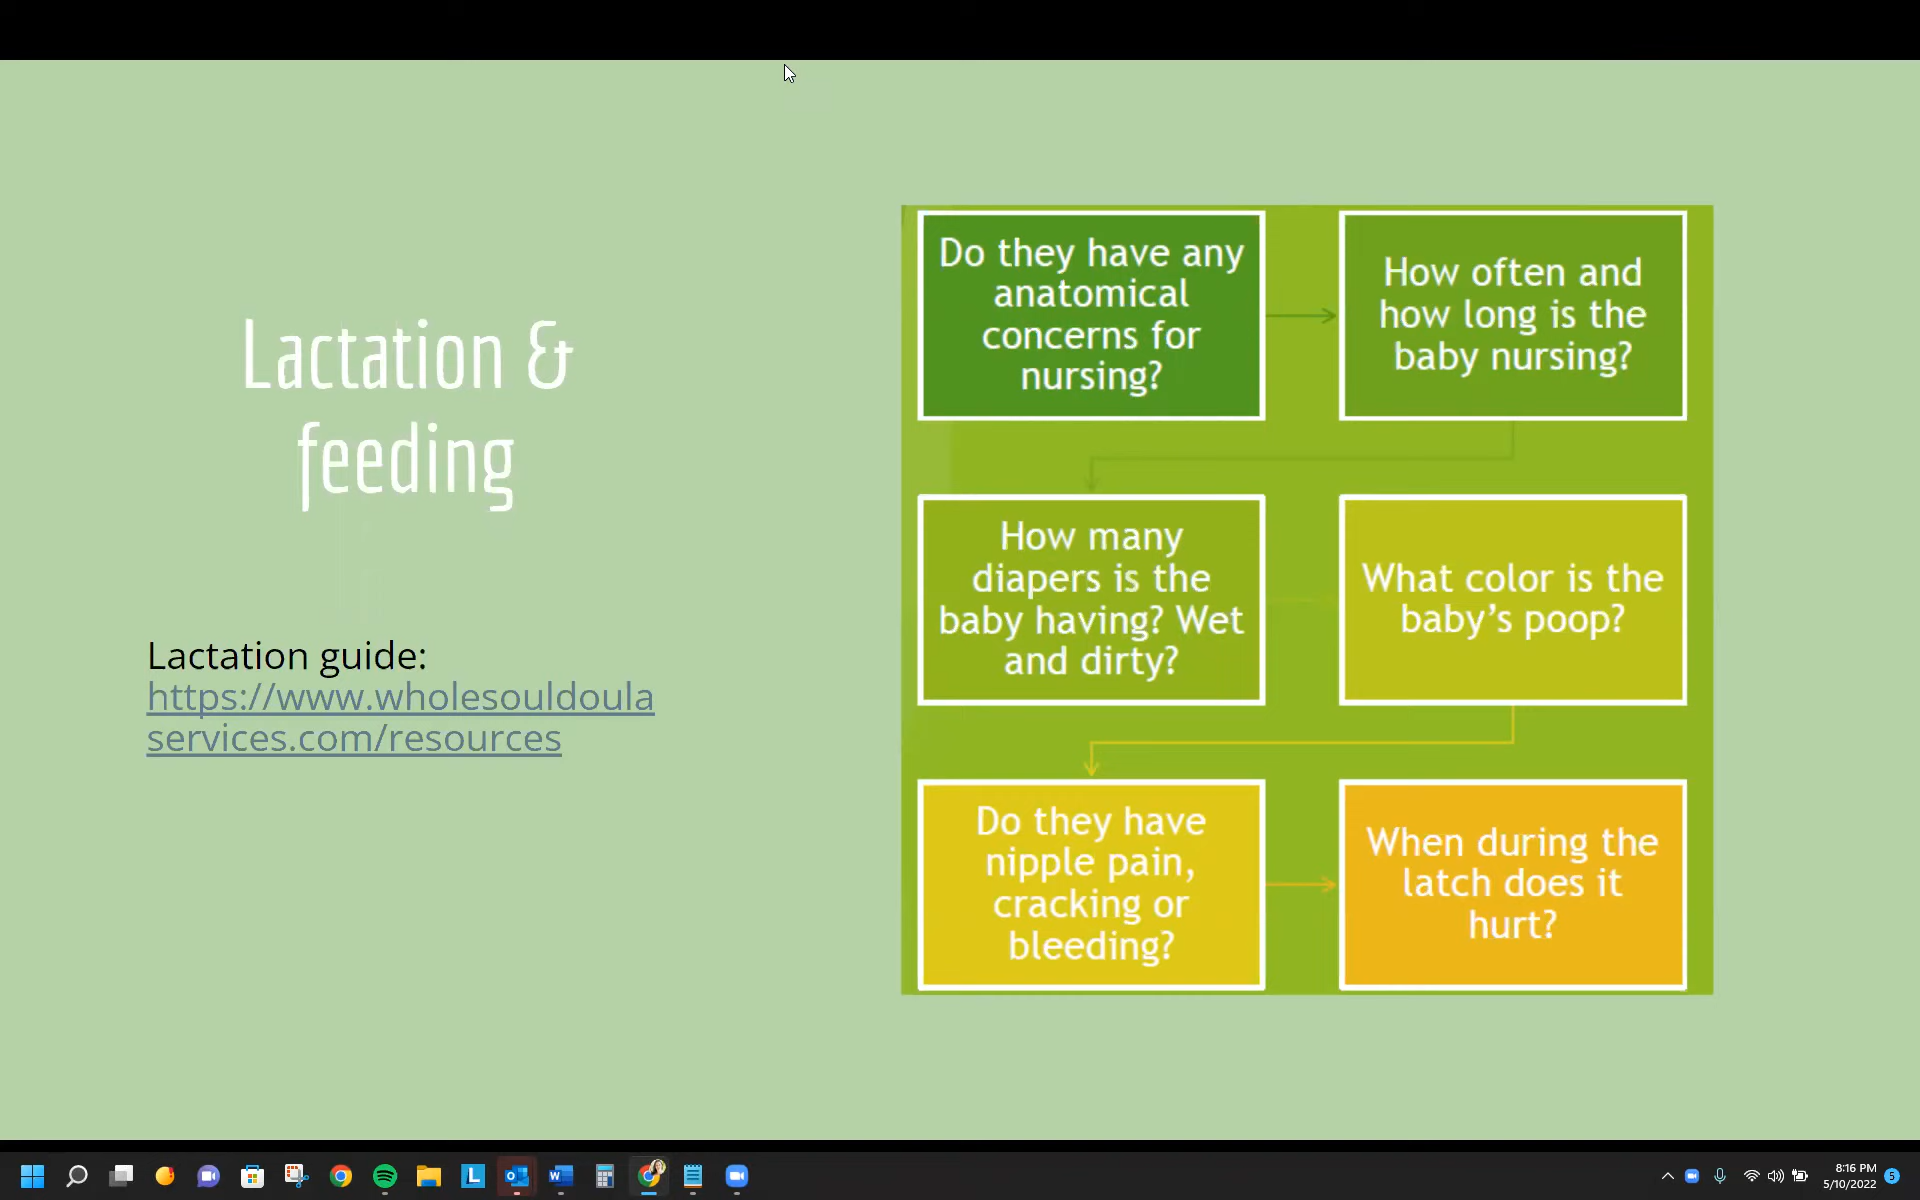 Lactation &
feeding
Lactation guide:
https://www.wholesouldoula
services.com/resources
Do they have any
anatomical
concerns for
nursing?
How often and
how long is the
baby nursing?
How many
diapers is the
baby having? Wet
and dirty?
What color is the
baby’s poop?
Do they have
nipple pain,
cracking or
bleeding?
When during the
latch does it
hurt?
8:16 PM
5/10/2022
5